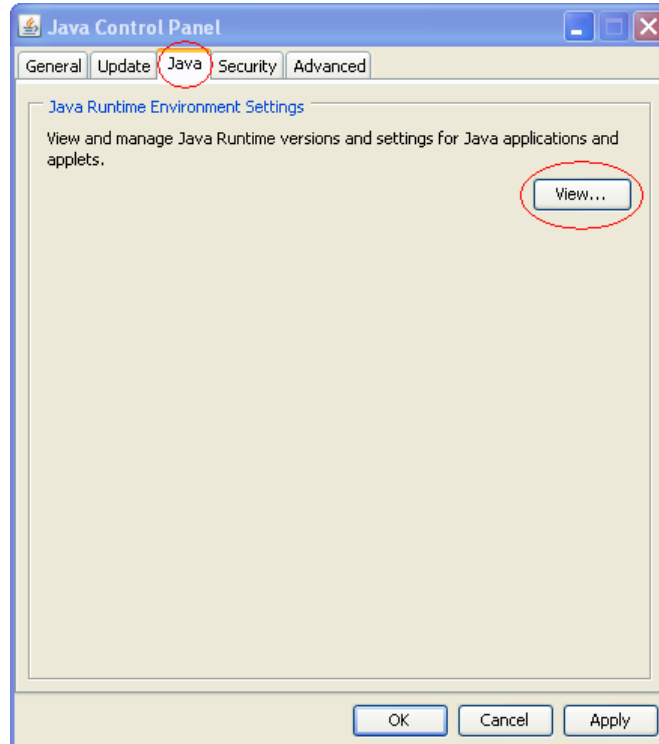 Java Control Panel
General Update Java Security Advanced
Java Runtime Environment Settings
View and manage Java Runtime versions and settings for Java applications and
applets.
View...
OK Cancel Apply